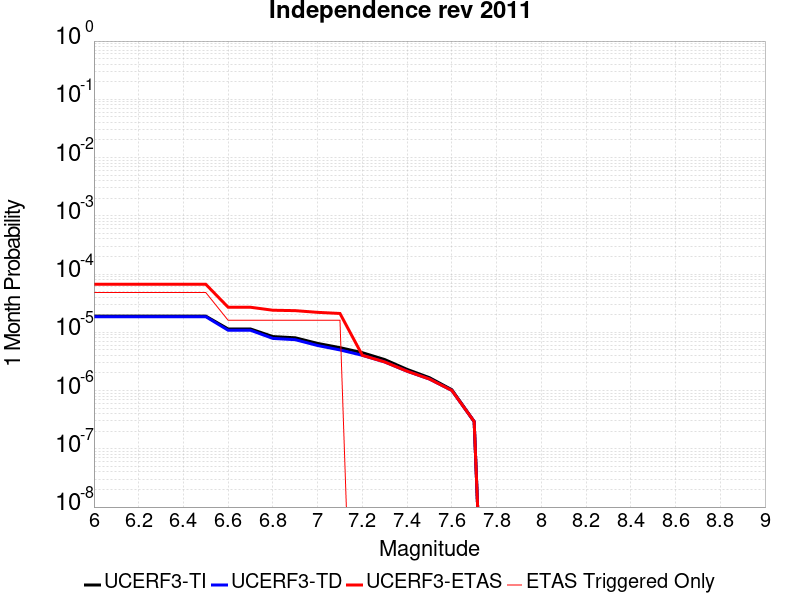 Independence rev 2011
10 0
10 -1
10 -2
10 -3
10 -4
10 -5
10 -6
10 -7
10 -8
1 Month Probability
6 6.2 6.4 6.6 6.8 7 7.2 7.4 7.6 7.8 8 8.2 8.4 8.6 8.8 9
Magnitude
UCERF3-TI UCERF3-TD UCERF3-ETAS ETAS Triggered Only